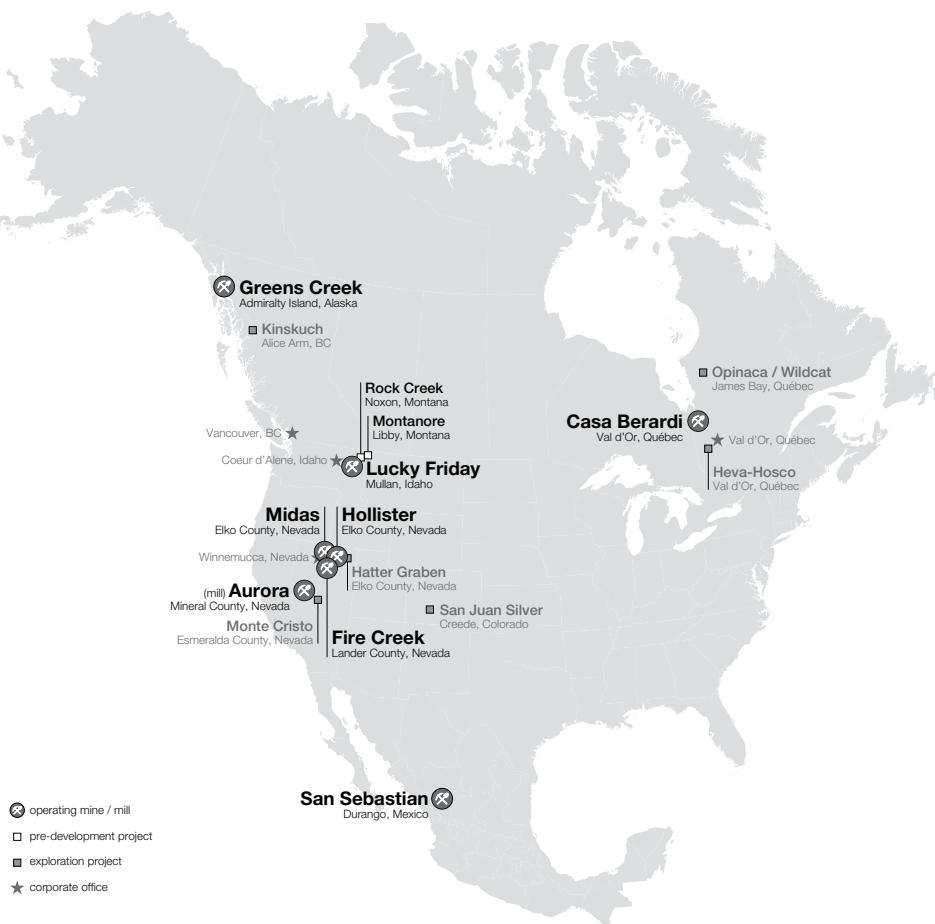 Greens Creek
Admiralty Island, Alaska
Kinskuch
Alice Arm, BC
Rock Creek
Noxon, Montana
Montanore
Libby, Montana
Vancouver, BC
Coeur d'Alene, Idaho
Lucky Friday
Mullan, Idaho
Opinaca / Wildcat
James Bay, Québec
Casa Berardi
Val d'Or, Québec
Val d'Or, Québec
Heva-Hosco
Val d'Or, Québec
Midas
Elko County, Nevada
Hollister
Elko County, Nevada
Winnemucca, Nevada
Hatter Graben
Elko County, Nevada
(mill) Aurora
Mineral County, Nevada
Monte Cristo
Esmeralda County, Nevada
San Juan Silver
Creede, Colorado
Fire Creek
Lander County, Nevada
San Sebastian
Durango, Mexico
operating mine / mill
pre-development project
exploration project
corporate office